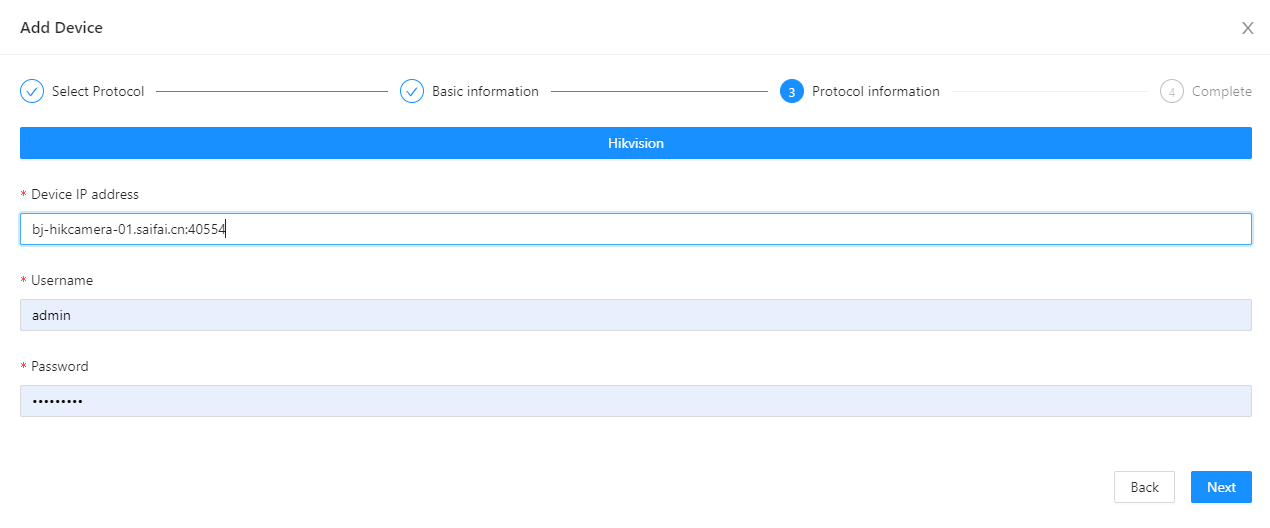 Add Device
Select Protocol
Basic information
3 Protocol information
4 Complete
Hikvision
* Device IP address
bj-hikcamera-01.saifai.cn:40554
* Username
admin
* Password
•••••••••
Back
Next